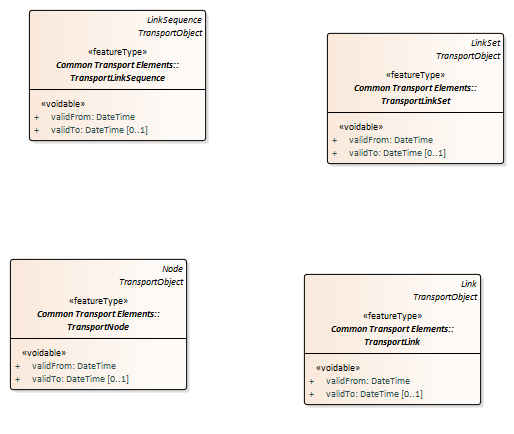 LinkSequence
TransportObject
«featureType»
Common Transport Elements::
TransportLinkSequence
«voidable»
+ validFrom: DateTime
+ validTo: DateTime [0..1]
LinkSet
TransportObject
«featureType»
Common Transport Elements::
TransportLinkSet
«voidable»
+ validFrom: DateTime
+ validTo: DateTime [0..1]
Node
TransportObject
«featureType»
Common Transport Elements::
TransportNode
«voidable»
+ validFrom: DateTime
+ validTo: DateTime [0..1]
Link
TransportObject
«featureType»
Common Transport Elements::
TransportLink
«voidable»
+ validFrom: DateTime
+ validTo: DateTime [0..1]